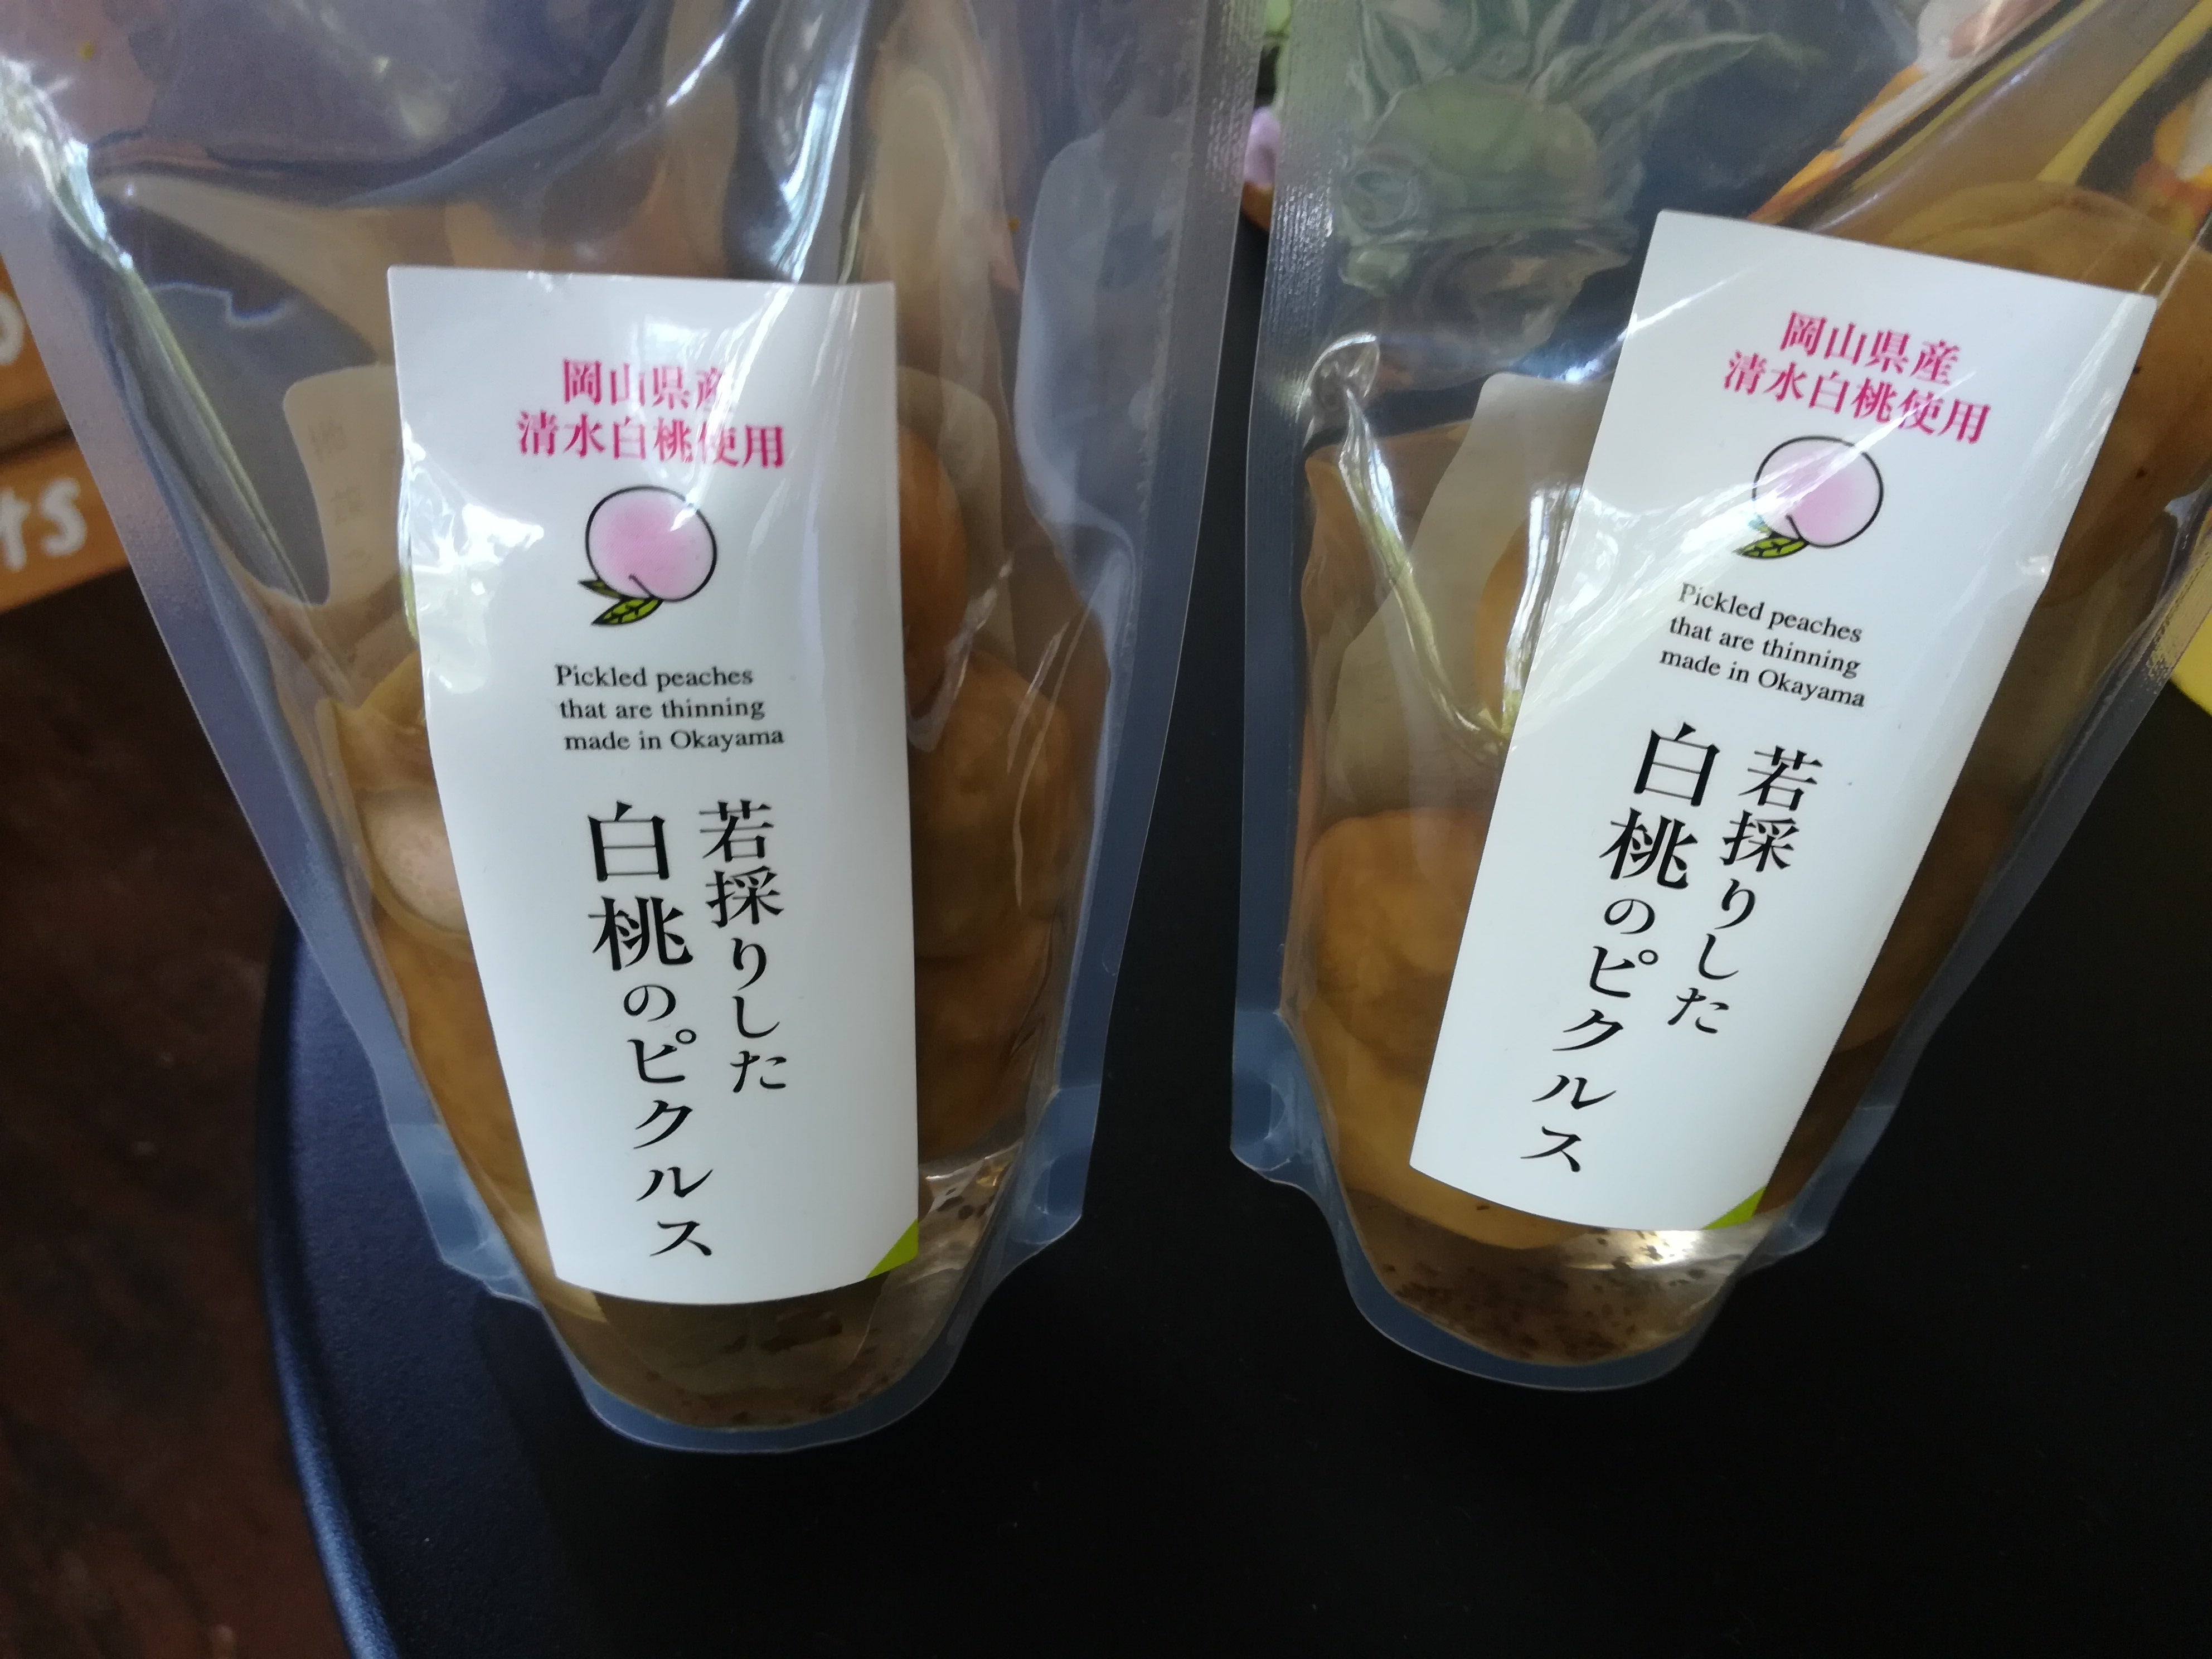 岡山県産
清水白桃使用
Pickled peaches
that are thinning
made in Okayama
若採りした
白桃のピクルス
岡山県産
清水白桃使用
Pickled peaches
that are thinning
made in Okayama
若採りした
白桃のピクルス